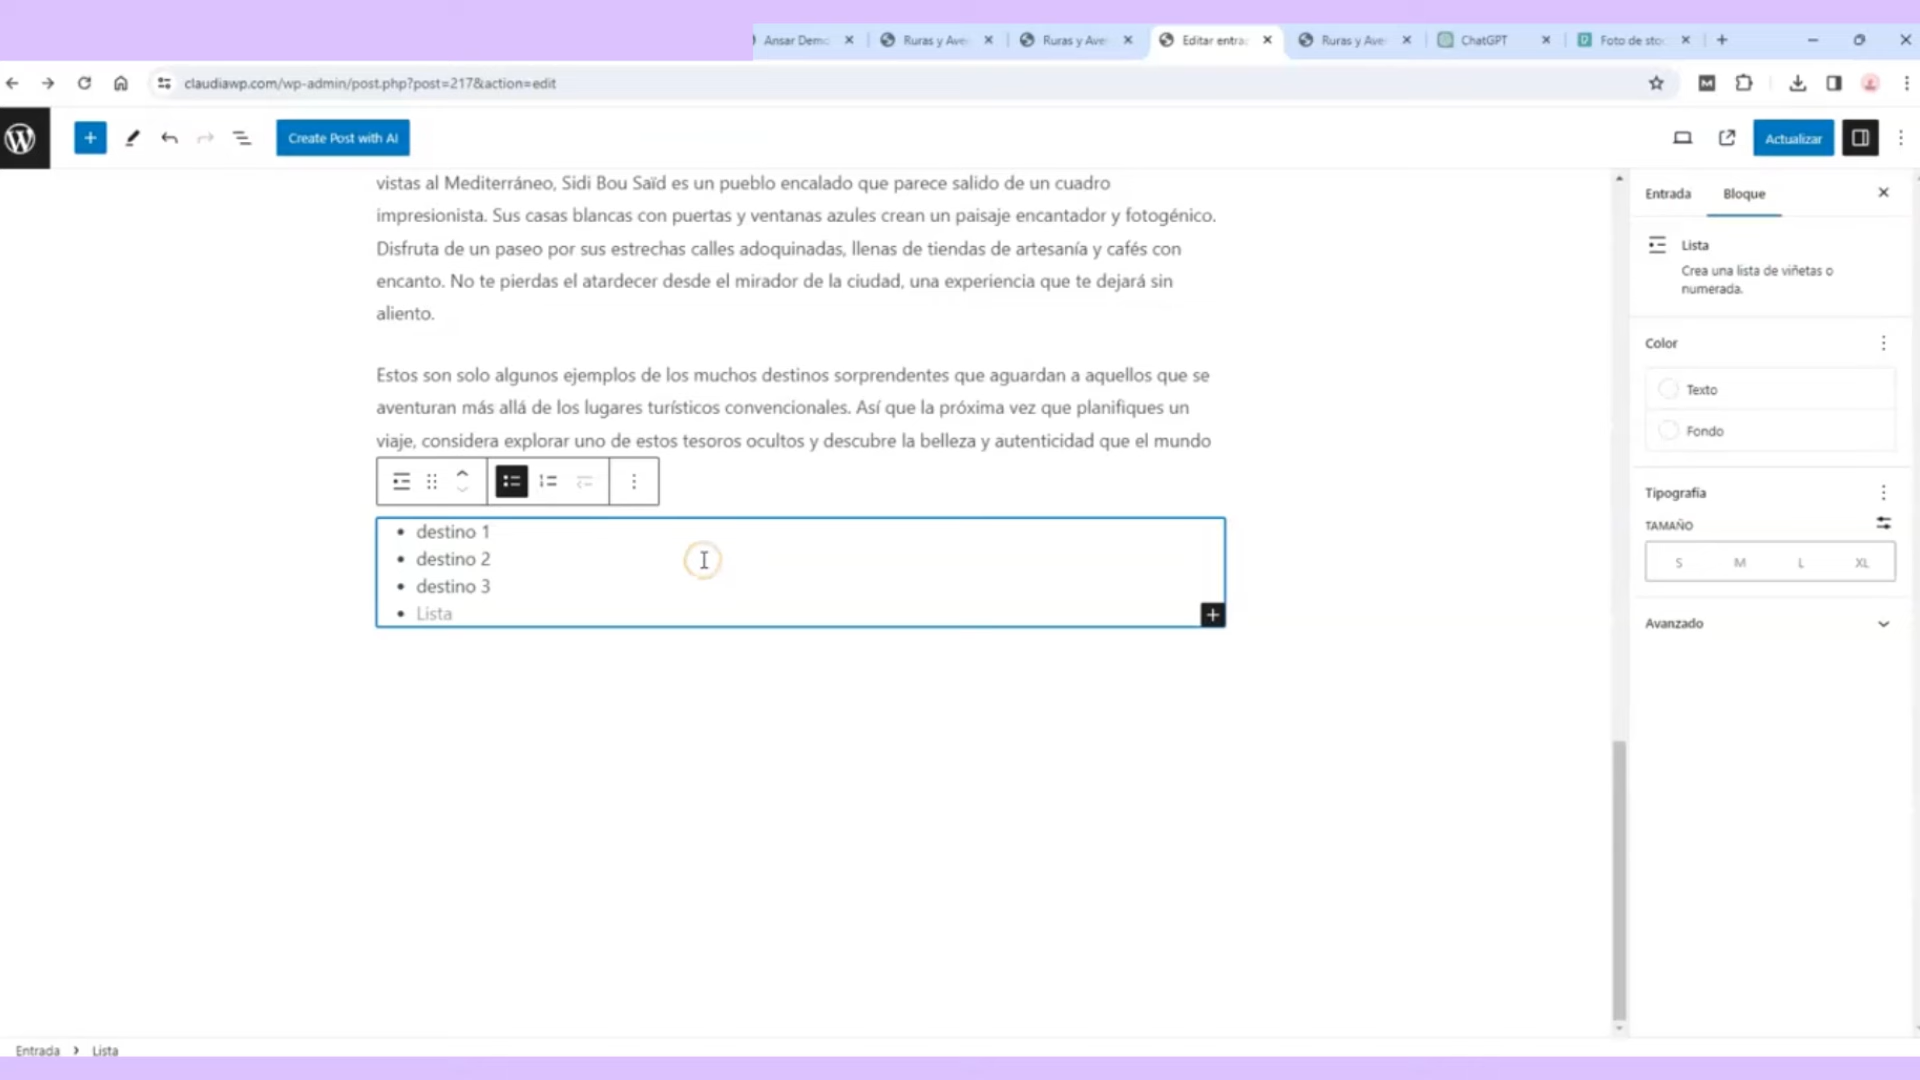 Ansar Demo
Ruras y Ave
Ruras y Ave
Editar entra
Ruras y Ave
ChatGPT
Foto de sto
claudiawp.com/wp-admin/post.php?post=217&action=edit
Create Post with AI
Actualizar
vistas al Mediterráneo, Sidi Bou Saïd es un pueblo encalado que parece salido de un cuadro
impresionista. Sus casas blancas con puertas y ventanas azules crean un paisaje encantador y fotogénico.
Disfruta de un paseo por sus estrechas calles adoquinadas, llenas de tiendas de artesanía y cafés con
encanto. No te pierdas el atardecer desde el mirador de la ciudad, una experiencia que te dejará sin
aliento.
Estos son solo algunos ejemplos de los muchos destinos sorprendentes que aguardan a aquellos que se
aventuran más allá de los lugares turísticos convencionales. Así que la próxima vez que planifiques un
viaje, considera explorar uno de estos tesoros ocultos y descubre la belleza y autenticidad que el mundo
• destino 1
• destino 2
• destino 3
• Lista
Entrada
Bloque
Lista
Crea una lista de viñetas o
numerada.
Color
Texto
Fondo
Tipografía
TAMAÑO
S M L XL
Avanzado
Entrada › Lista